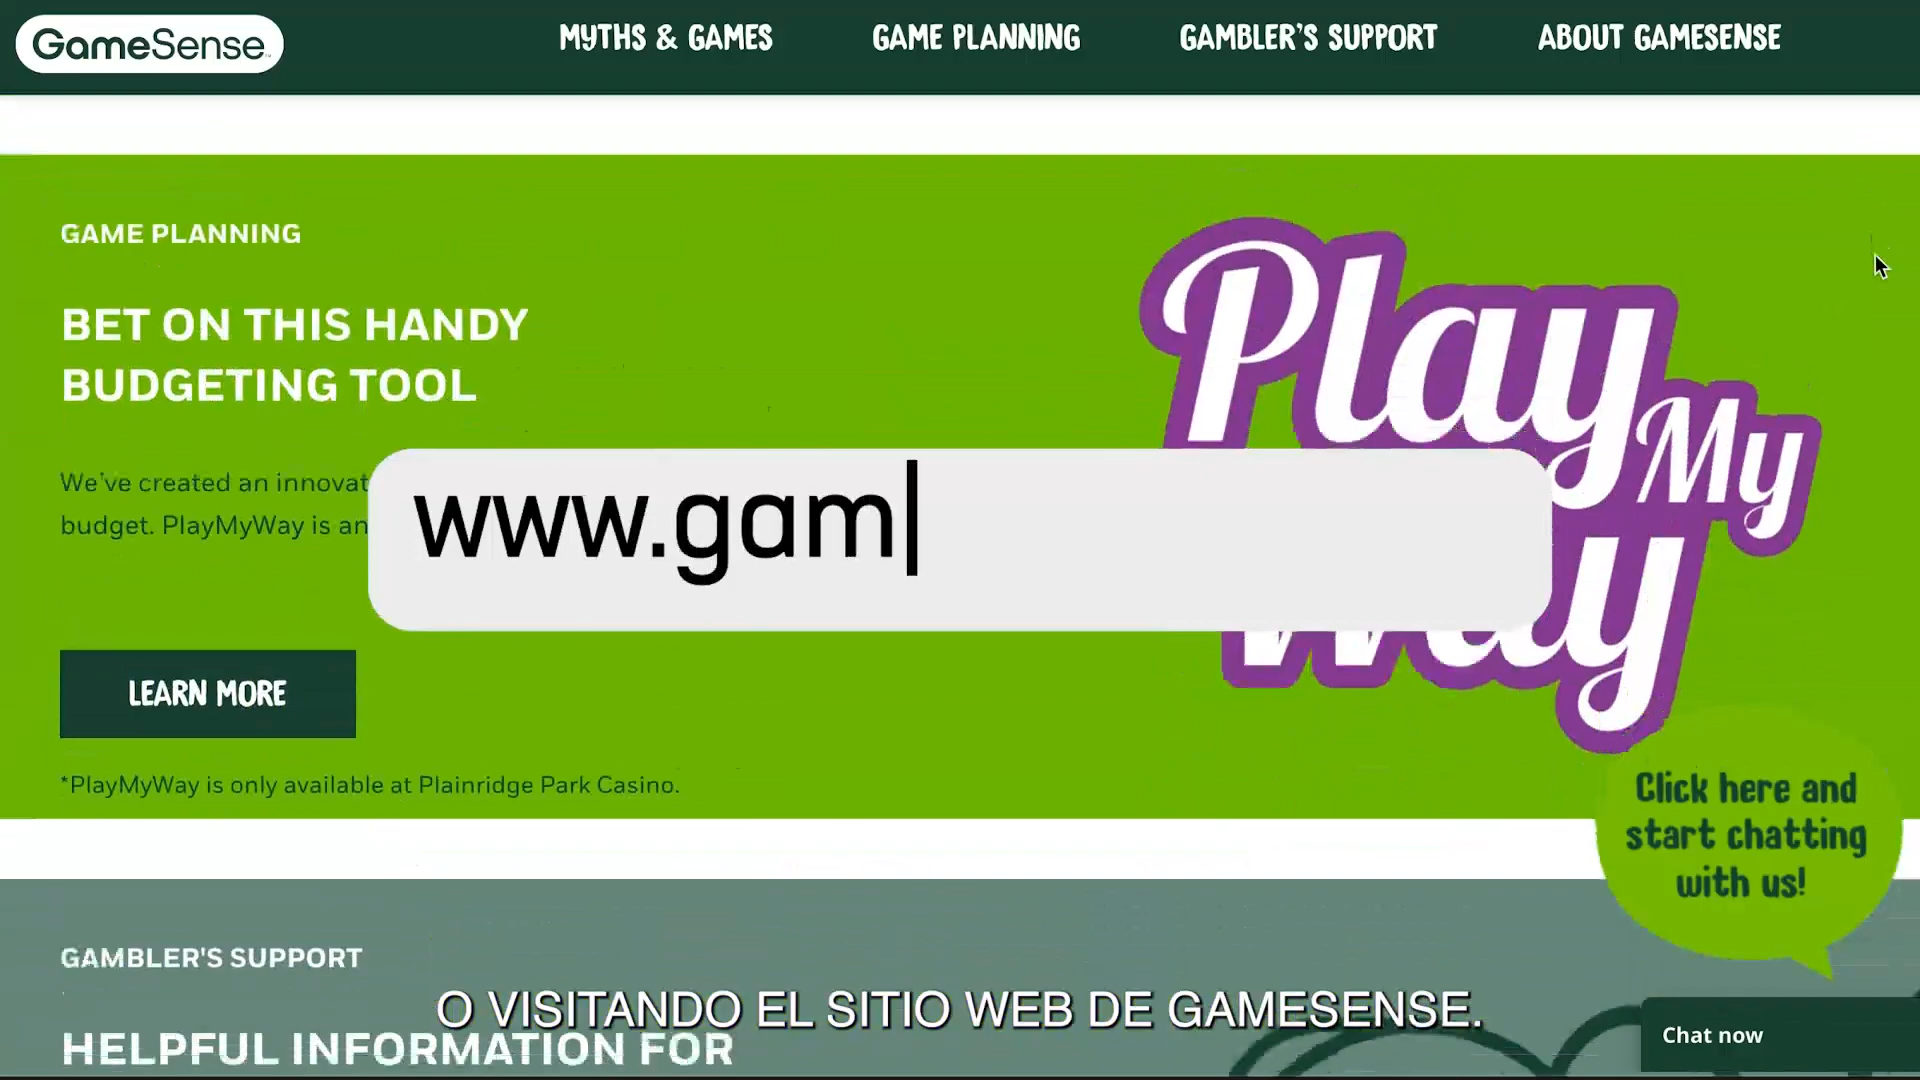 GameSense
MYTHS & GAMES
GAME PLANNING
GAMBLER'S SUPPORT
ABOUT GAMESENSE
GAME PLANNING
BET ON THIS HANDY
BUDGETING TOOL
We've created an innovat
budget. PlayMyWay is an
www.gam
Play
My
Way
LEARN MORE
*PlayMyWay is only available at Plainridge Park Casino.
Click here and
start chatting
with us!
GAMBLER'S SUPPORT
O VISITANDO EL SITIO WEB DE GAMESENSE.
HELPFUL INFORMATION FOR
Chat now